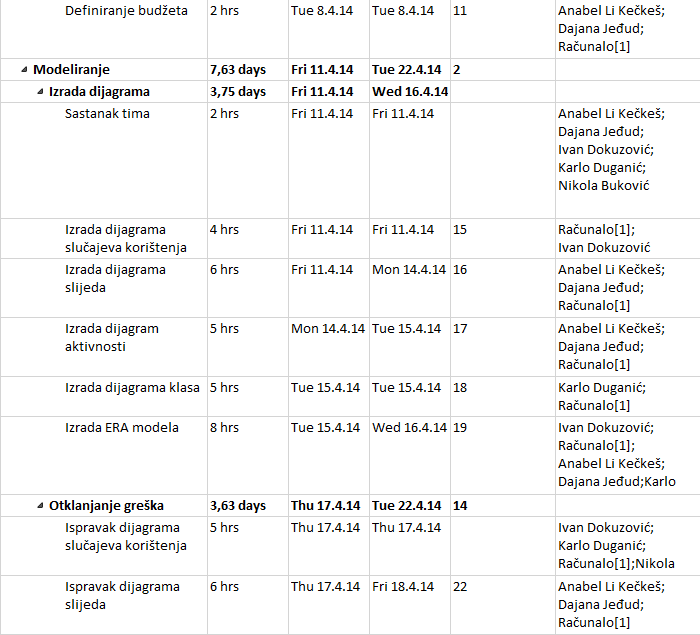 Definiranje budžeta 2 hrs Tue 8.4.14 Tue 8.4.14 11 Anabel Li Kečkeš;
Dajana Jeđud;
Računalo[1]
Modeliranje 7,63 days Fri 11.4.14 Tue 22.4.14 2
Izrada dijagrama 3,75 days Fri 11.4.14 Wed 16.4.14
Sastanak tima 2 hrs Fri 11.4.14 Fri 11.4.14 Anabel Li Kečkeš;
Dajana Jeđud;
Ivan Dokuzović;
Karlo Duganić;
Nikola Buković
Izrada dijagrama 4 hrs Fri 11.4.14 Fri 11.4.14 15 Računalo[1];
slučajeva korištenja Ivan Dokuzović
Izrada dijagrama 6 hrs Fri 11.4.14 Mon 14.4.14 16 Anabel Li Kečkeš;
slijeda Dajana Jeđud;
Računalo[1]
Izrada dijagram 5 hrs Mon 14.4.14 Tue 15.4.14 17 Anabel Li Kečkeš;
aktivnosti Dajana Jeđud;
Računalo[1]
Izrada dijagrama klasa 5 hrs Tue 15.4.14 Tue 15.4.14 18 Karlo Duganić;
Računalo[1]
Izrada ERA modela 8 hrs Tue 15.4.14 Wed 16.4.14 19 Ivan Dokuzović;
Računalo[1];
Anabel Li Kečkeš;
Dajana Jeđud;Karlo
Otklanjanje greška 3,63 days Thu 17.4.14 Tue 22.4.14 14
Ispravak dijagrama 5 hrs Thu 17.4.14 Thu 17.4.14 Ivan Dokuzović;
slučajeva korištenja Karlo Duganić;
Računalo[1];Nikola
Ispravak dijagrama 6 hrs Thu 17.4.14 Fri 18.4.14 22 Anabel Li Kečkeš;
slijeda Dajana Jeđud;
Računalo[1]